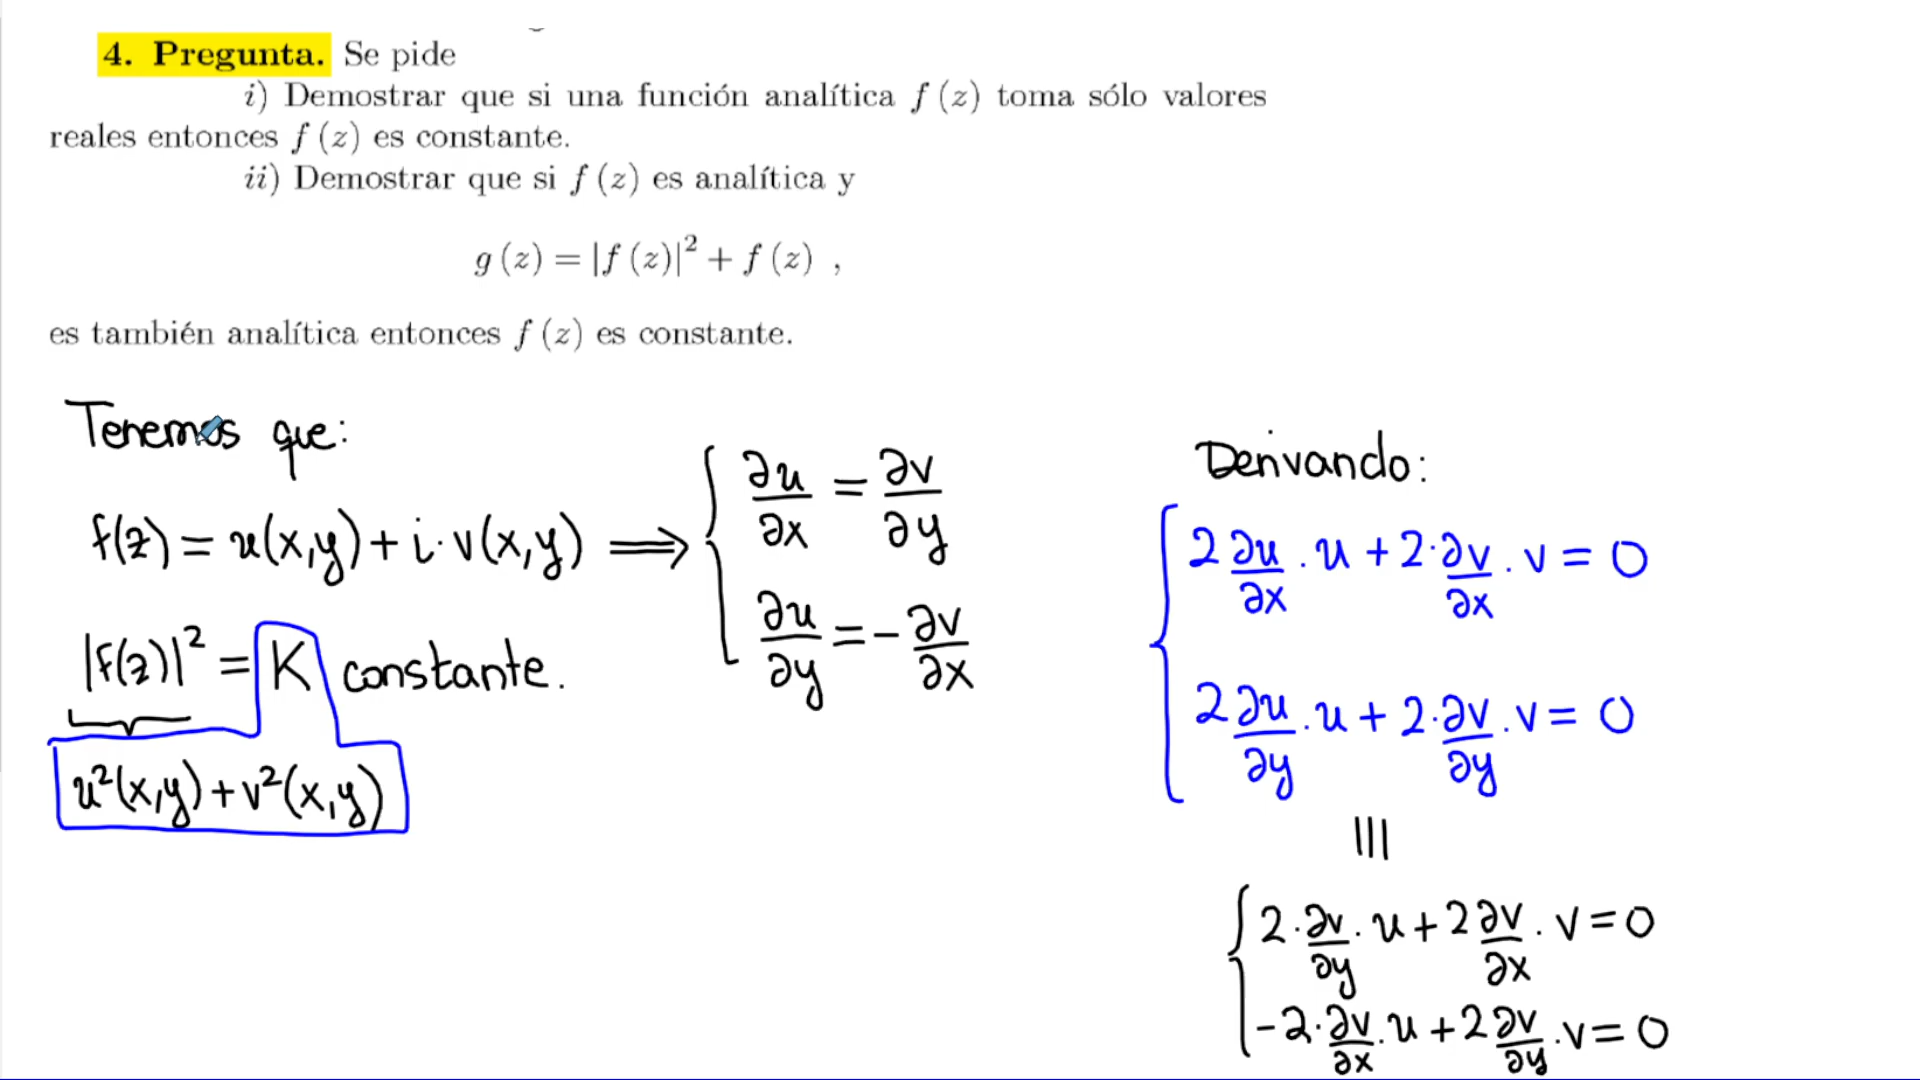 4. Pregunta. Se pide
i) Demostrar que si una función analítica f (z) toma sólo valores
reales entonces f (z) es constante.
ii) Demostrar que si f (z) es analítica y
g (z) = |f (z)|² + f (z) ,
es también analítica entonces f (z) es constante.
Tenemos que:
f(z) = u(x,y) + i · v(x,y) ⟹ { ∂u/∂x = ∂v/∂y
∂u/∂y = - ∂v/∂x
|f(z)|² = K constante.
u²(x,y) + v²(x,y)
Derivando:
{ 2 ∂u/∂x · u + 2 · ∂v/∂x · v = 0
2 ∂u/∂y · u + 2 · ∂v/∂y · v = 0
|||
{ 2 · ∂v/∂y · u + 2 ∂v/∂x · v = 0
-2 · ∂v/∂x · u + 2 ∂v/∂y · v = 0